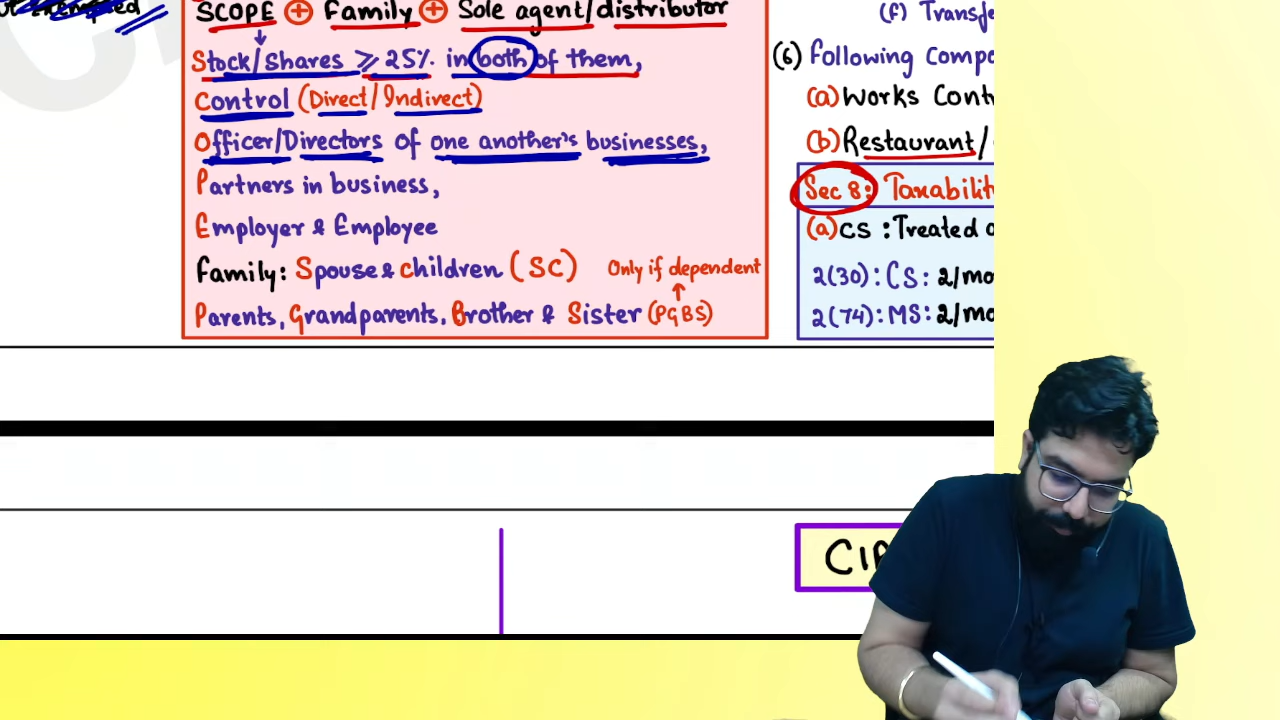 exempted
SCOPE ⊕ Family ⊕ Sole agent/distributor
Stock/Shares ≥ 25% in both of them,
Control (Direct/Indirect)
Officer/Directors of one another's businesses,
Partners in business,
Employer & Employee
Family: Spouse & Children (SC) Only if dependent
Parents, Grandparents, Brother & Sister (PGBS)
(f) Transfe
(6) Following Compo
(a) Works Cont
(b) Restaurant/
Sec 8: Taxabilit
(a) CS : Treated
2(30): CS: 2/mo
2(74): MS: 2/mo